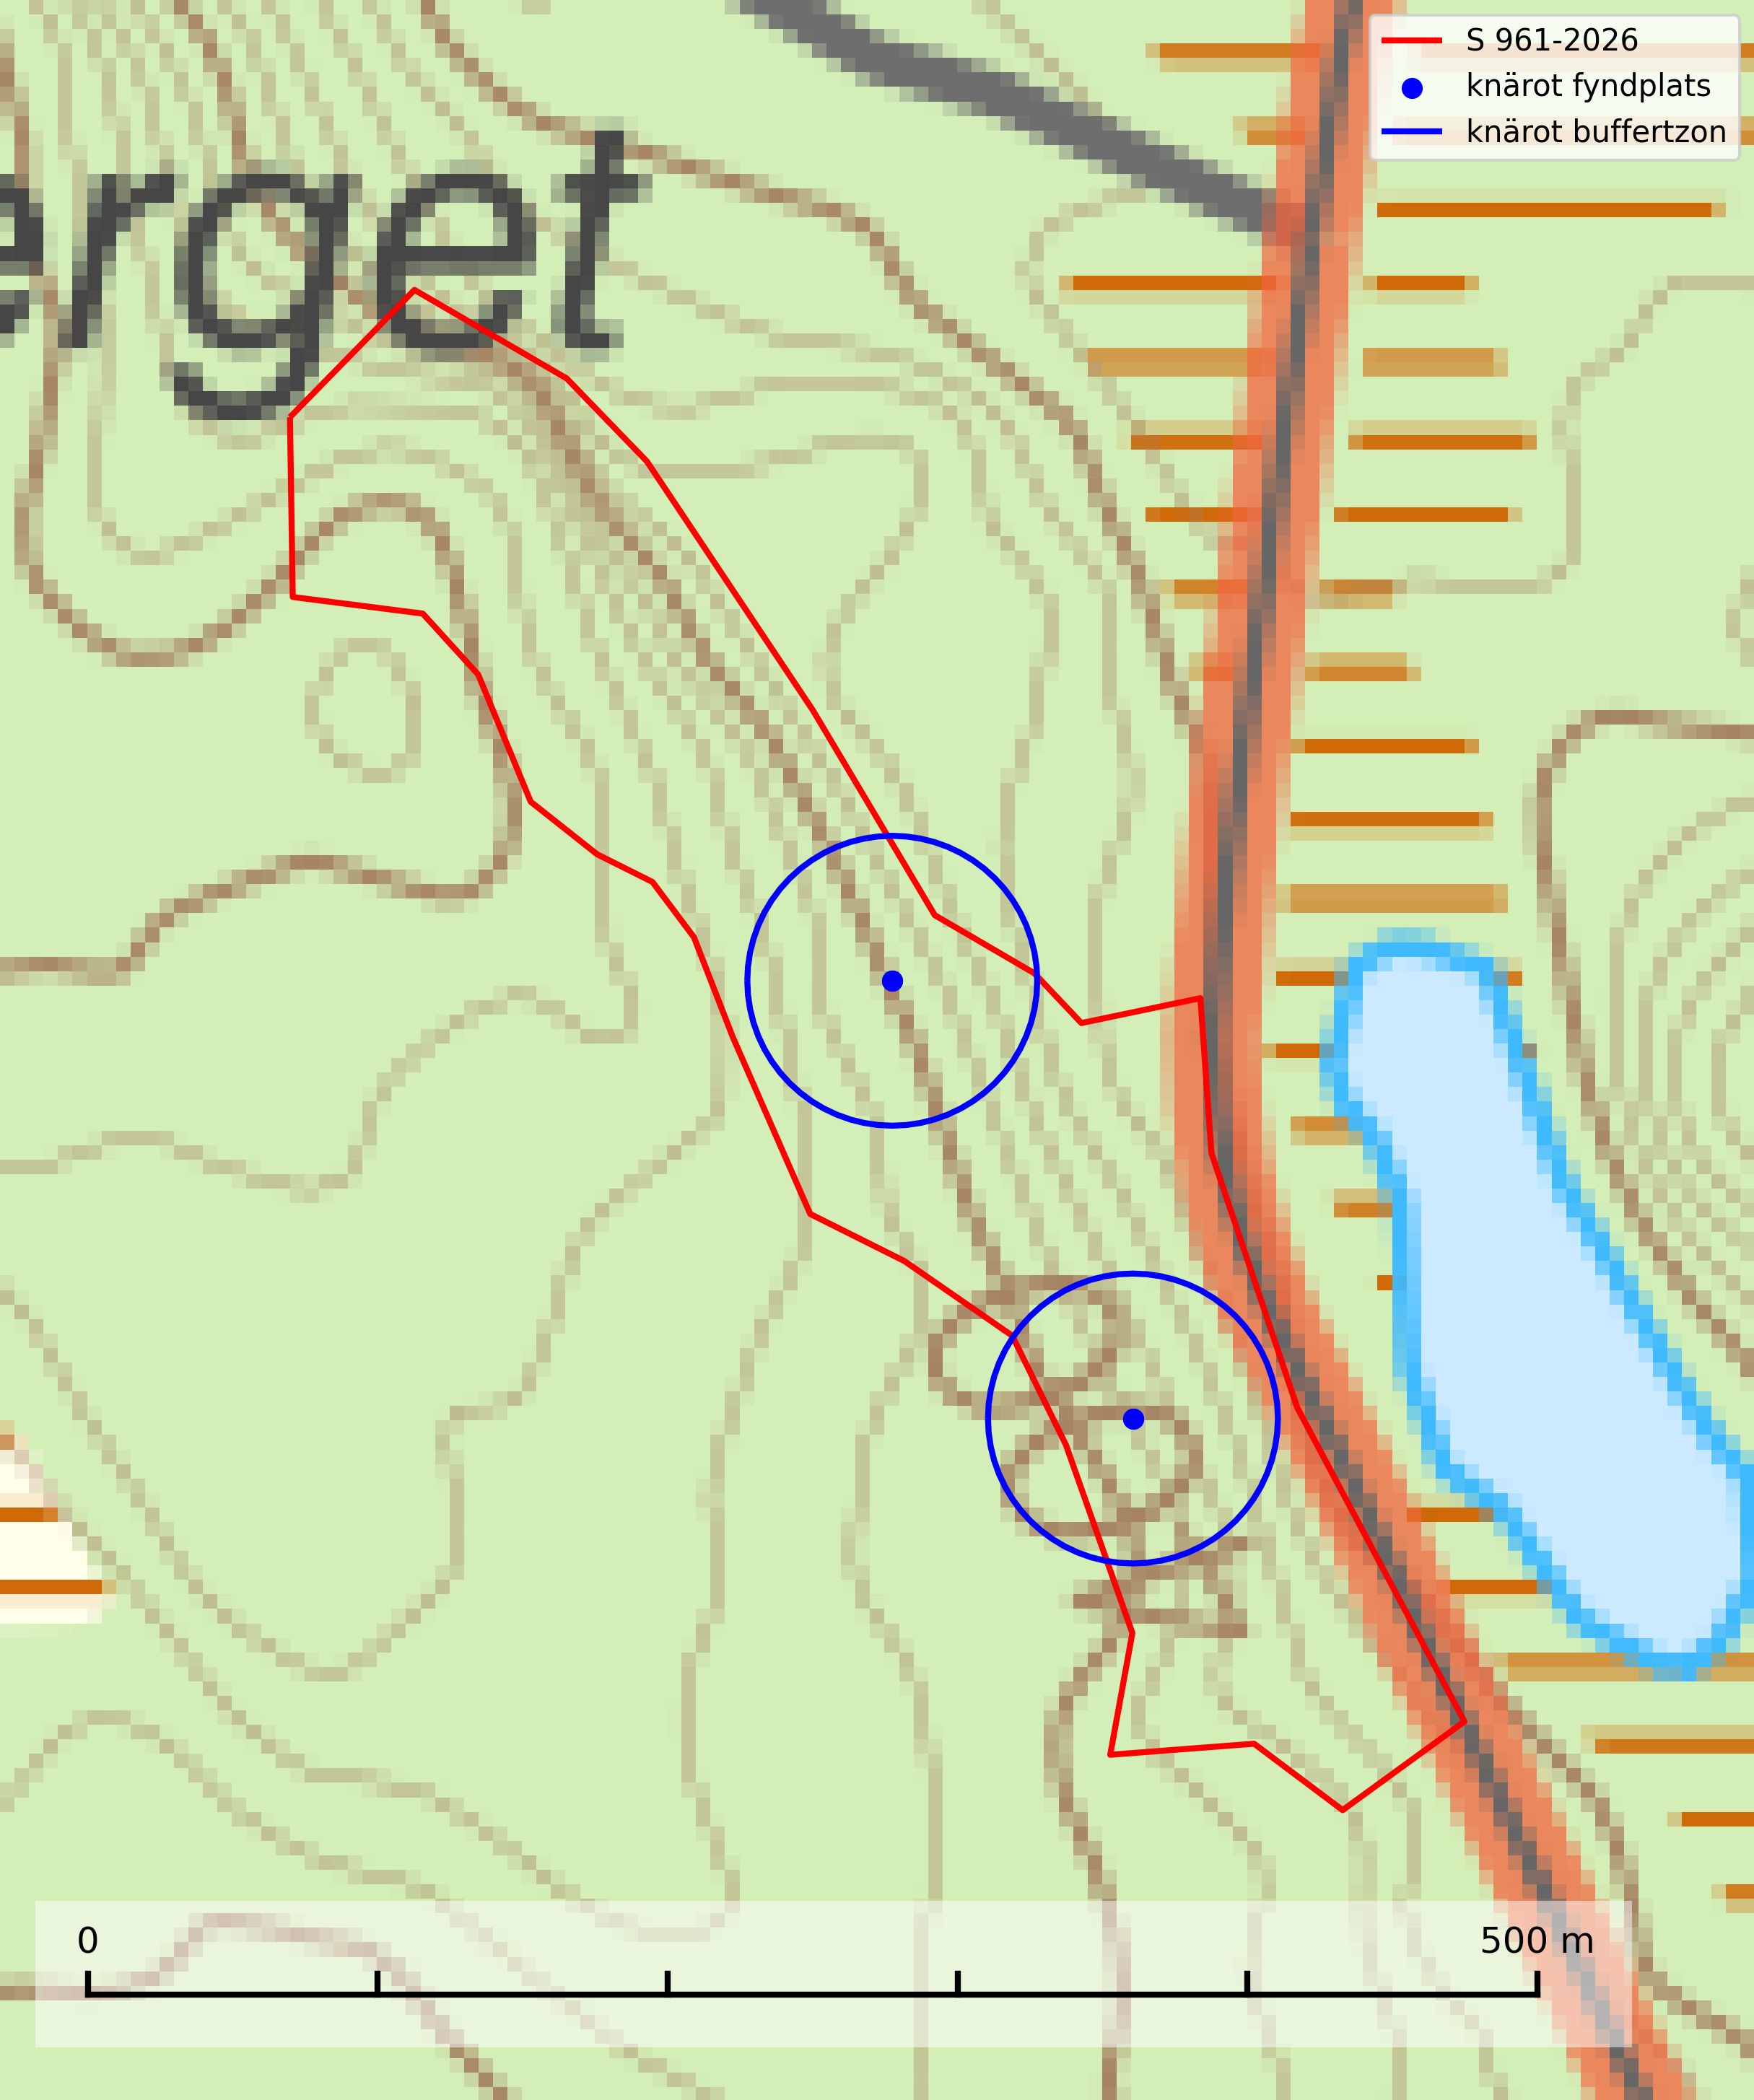 S 961-2026
knärot fyndplats
knärot buffertzon
erget
0 500 m